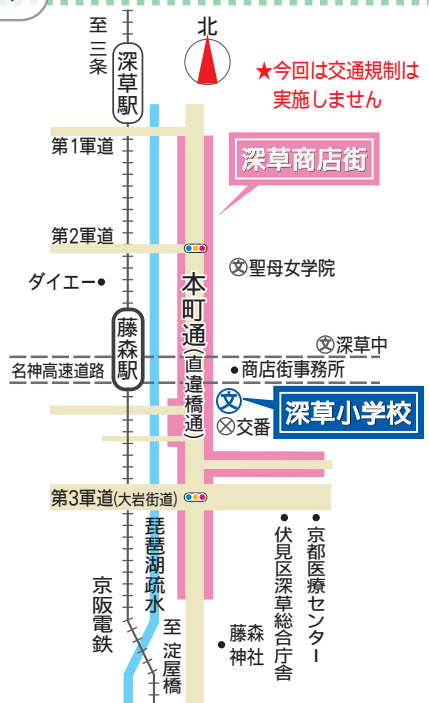 至 三条
深草駅
北
★今回は交通規制は
実施しません
第1軍道
深草商店街
第2軍道
文聖母女学院
ダイエー
本町通(直違橋通)
藤森駅
文深草中
名神高速道路
商店街事務所
文
深草小学校
交番
第3軍道(大岩街道)
琵琶湖疏水
京阪電鉄
至 淀屋橋
藤森
神社
伏見区深草総合庁舎
京都医療センター